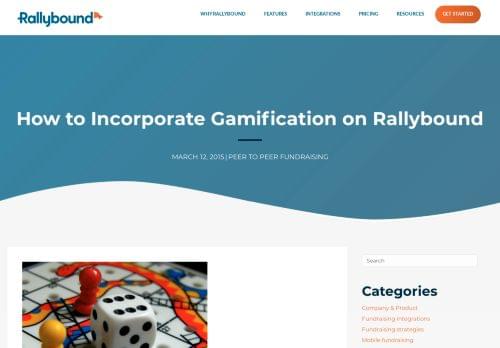 Rallybound
WHY RALLYBOUND
FEATURES
INTEGRATIONS
PRICING
RESOURCES
GET STARTED
How to Incorporate Gamification on Rallybound
MARCH 12, 2015 | PEER TO PEER FUNDRAISING
Search
Categories
Company & Product
Fundraising integrations
Fundraising strategies
Mobile fundraising